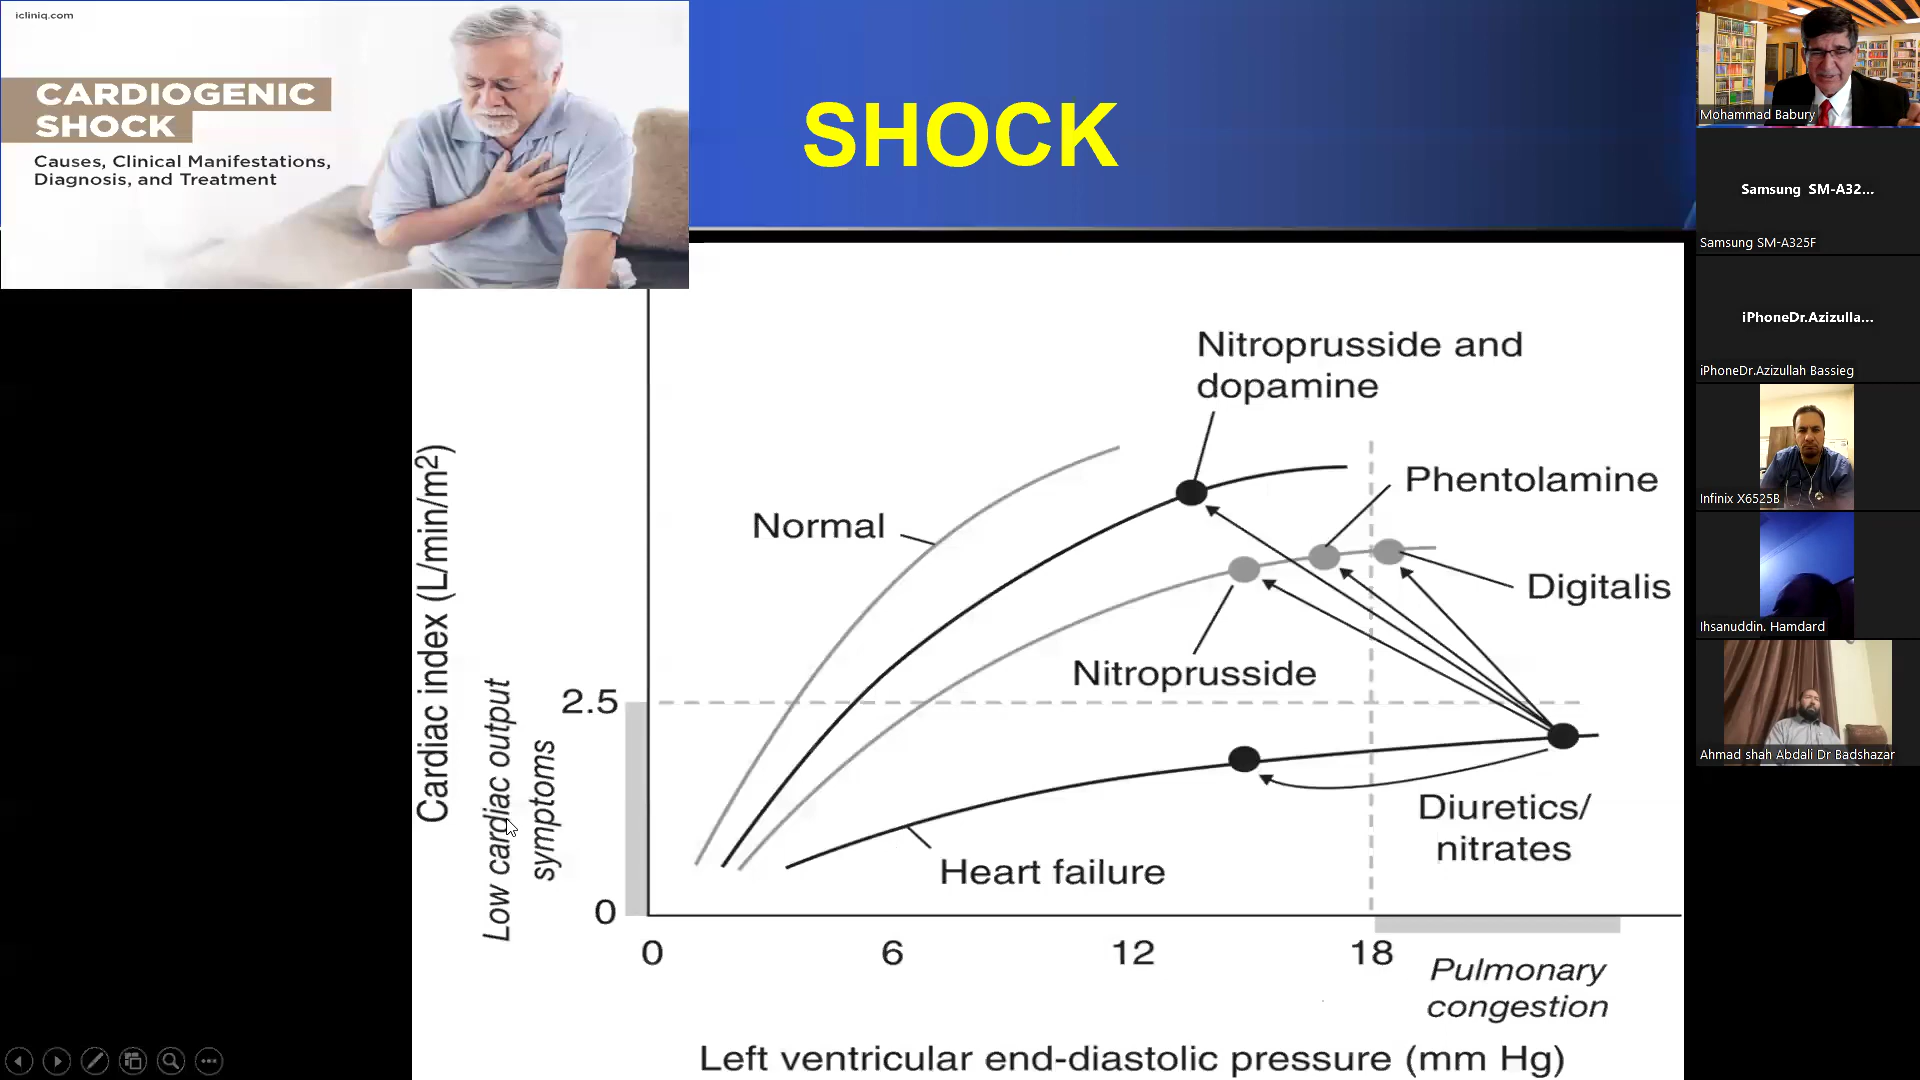 icliniq.com
CARDIOGENIC
SHOCK
Causes, Clinical Manifestations,
Diagnosis, and Treatment
SHOCK
Nitroprusside and
dopamine
Phentolamine
Normal
Digitalis
Nitroprusside
2.5
Cardiac index (L/min/m²)
Low cardiac output
symptoms
Diuretics/
nitrates
Heart failure
0
0 6 12 18
Pulmonary
congestion
Left ventricular end-diastolic pressure (mm Hg)
Mohammad Babury
Samsung SM-A32...
Samsung SM-A325F
iPhoneDr.Azizulla...
iPhoneDr.Azizullah Bassieg
Infinix X6525B
Ihsanuddin. Hamdard
Ahmad shah Abdali Dr Badshazar